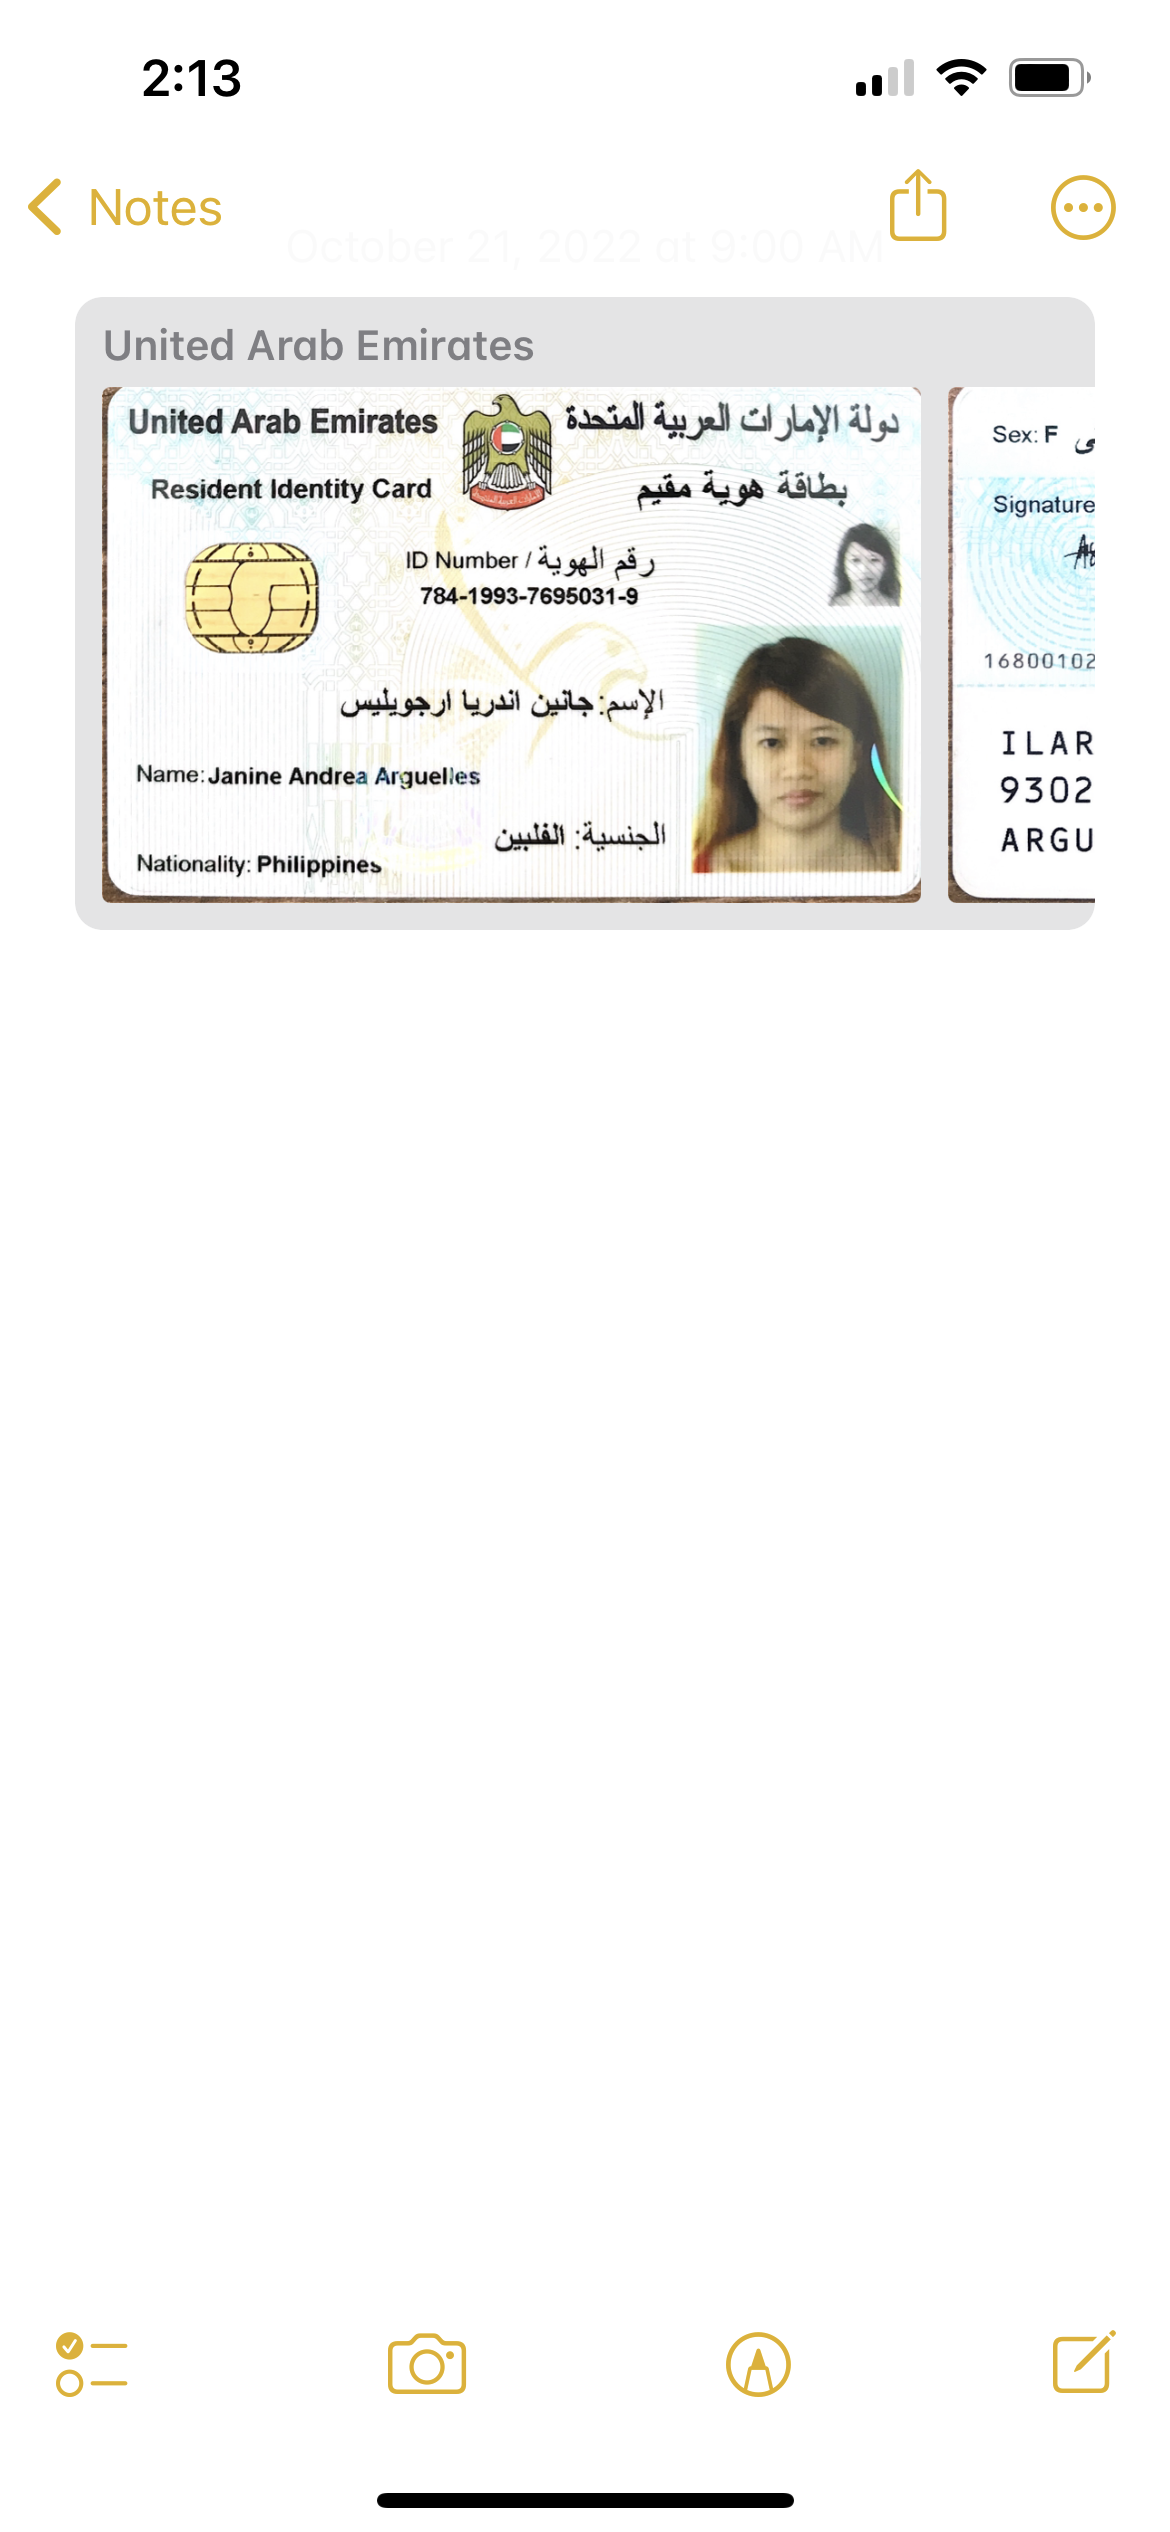 2:13
Notes
October 21, 2022 at 9:00 AM
United Arab Emirates
United Arab Emirates
دولة الإمارات العربية المتحدة
Resident Identity Card
بطاقة هوية مقيم
ID Number / رقم الهوية
784-1993-7695031-9
الإسم: جانين اندريا ارجويليس
Name: Janine Andrea Arguelles
الجنسية: الفلبين
Nationality: Philippines
Sex: F
Signature
16800102
ILAR
9302
ARGU